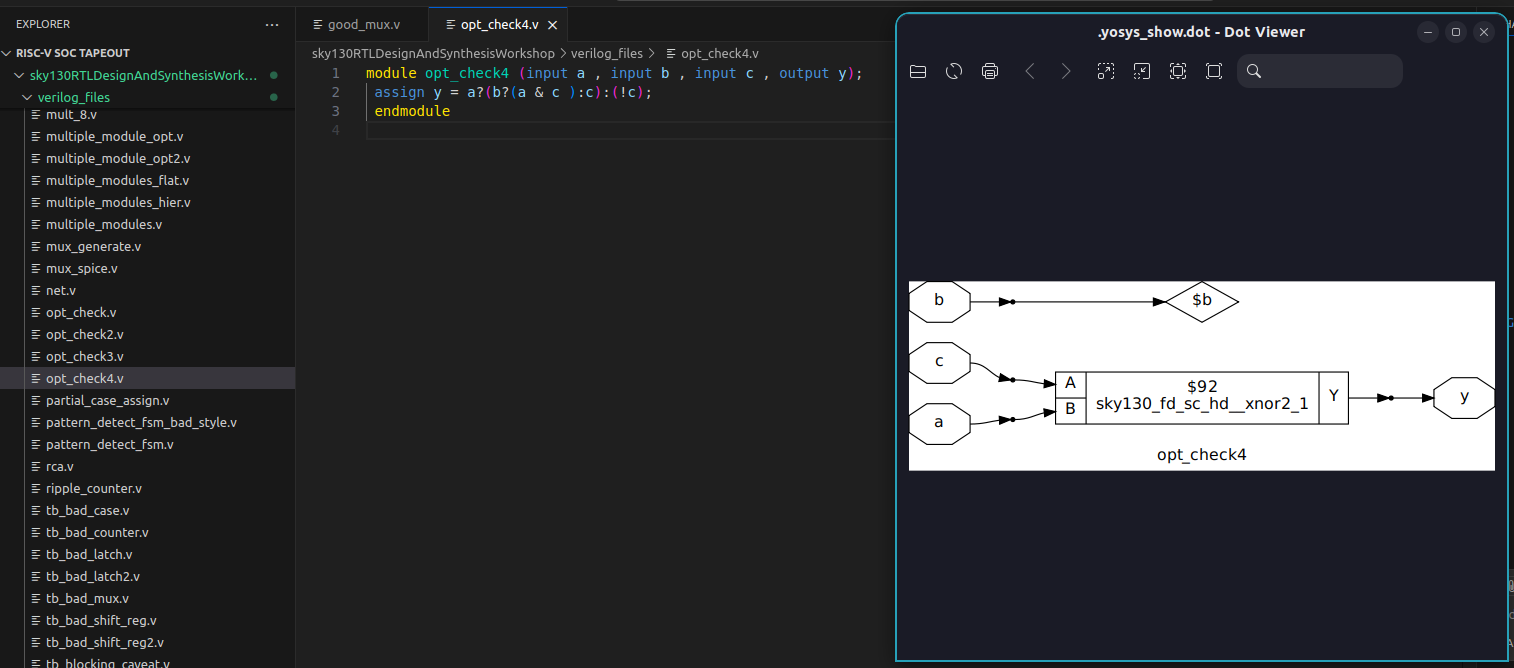 EXPLORER
RISC-V SOC TAPEOUT
sky130RTLDesignAndSynthesisWork...
verilog_files
mult_8.v
multiple_module_opt.v
multiple_module_opt2.v
multiple_modules_flat.v
multiple_modules_hier.v
multiple_modules.v
mux_generate.v
mux_spice.v
net.v
opt_check.v
opt_check2.v
opt_check3.v
opt_check4.v
partial_case_assign.v
pattern_detect_fsm_bad_style.v
pattern_detect_fsm.v
rca.v
ripple_counter.v
tb_bad_case.v
tb_bad_counter.v
tb_bad_latch.v
tb_bad_latch2.v
tb_bad_mux.v
tb_bad_shift_reg.v
tb_bad_shift_reg2.v
tb_blocking_caveat.v
good_mux.v
opt_check4.v
sky130RTLDesignAndSynthesisWorkshop > verilog_files > opt_check4.v
1 module opt_check4 (input a , input b , input c , output y);
2 assign y = a?(b?(a & c ):c):(!c);
3 endmodule
4
.yosys_show.dot - Dot Viewer
b
$b
c
a
A
B
$92
sky130_fd_sc_hd__xnor2_1
Y
y
opt_check4